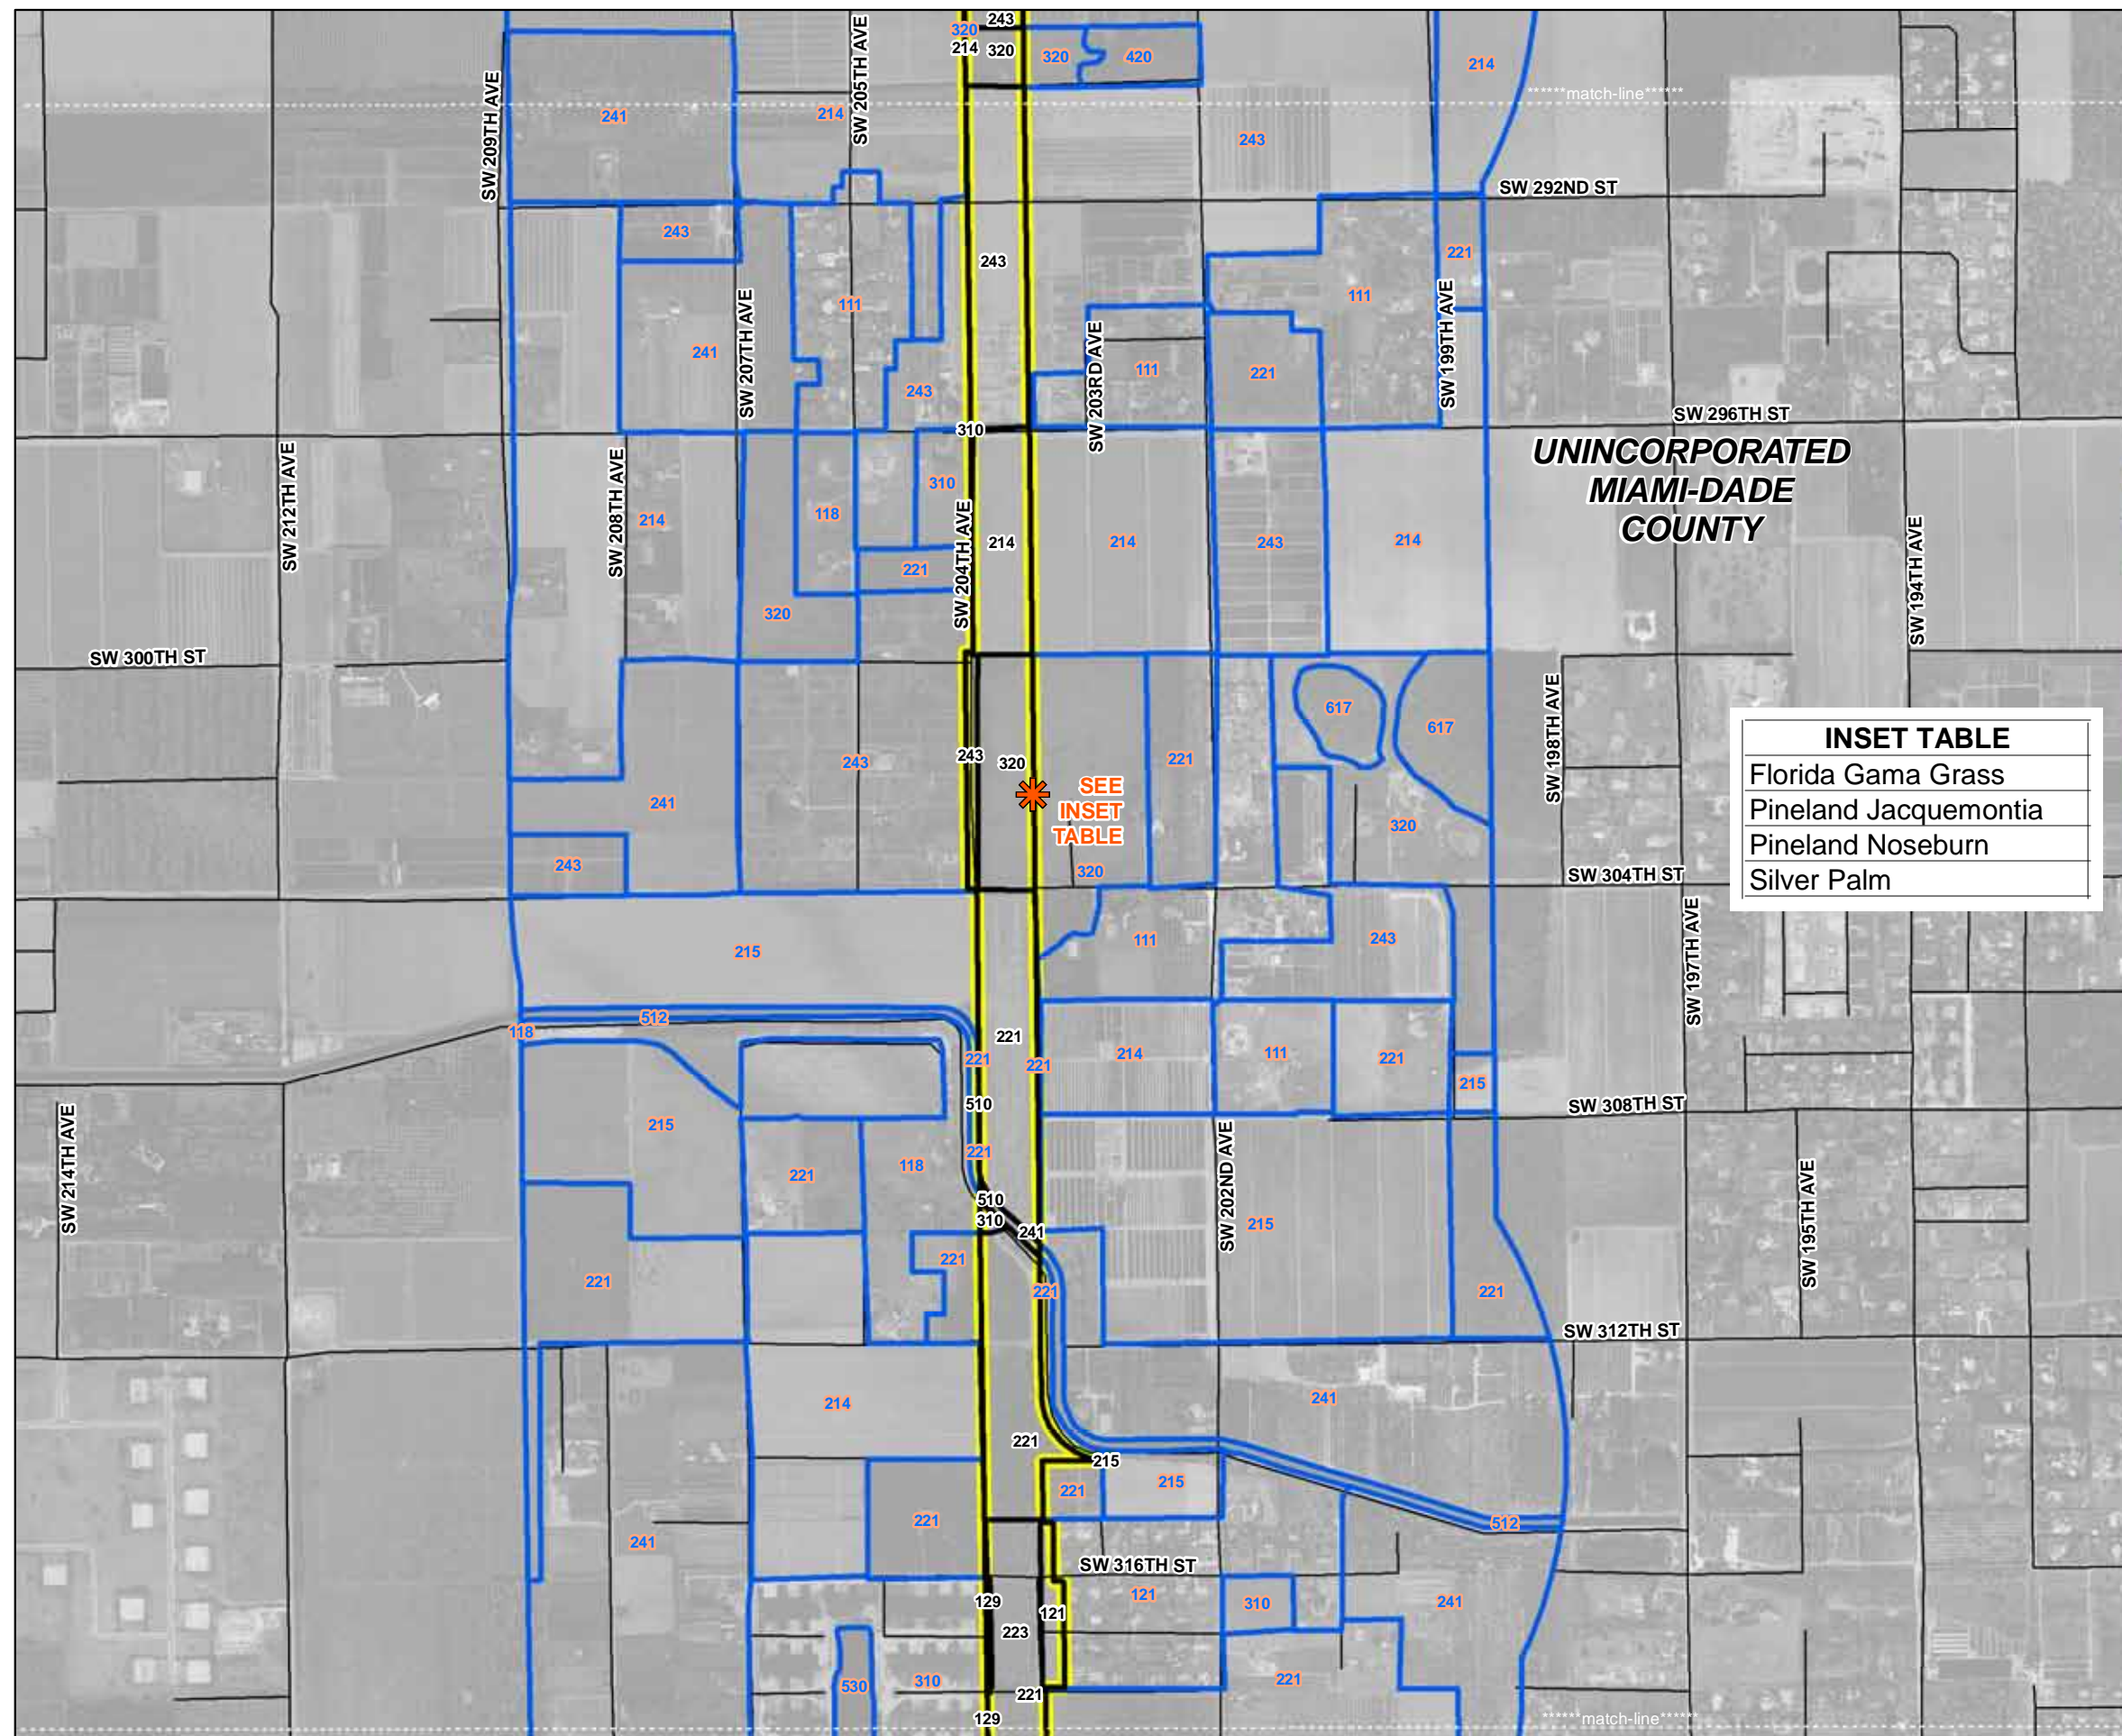 243
320
214
320
320
420
214
SW 205TH AVE
SW 209TH AVE
******match-line******
241
214
243
SW 292ND ST
243
243
221
111
111
SW 207TH AVE
SW 199TH AVE
241
SW 203RD AVE
111
221
243
SW 296TH ST
310
UNINCORPORATED
MIAMI-DADE
COUNTY
SW 212TH AVE
SW 208TH AVE
310
214
118
SW 204TH AVE
214
214
243
214
SW 194TH AVE
221
320
SW 300TH ST
617
617
SW 198TH AVE
INSET TABLE
Florida Gama Grass
Pineland Jacquemontia
Pineland Noseburn
Silver Palm
243
243
320
221
SEE
INSET
TABLE
241
320
243
320
SW 304TH ST
215
111
243
SW 197TH AVE
512
118
221
221
221
214
111
221
215
510
SW 308TH ST
SW 214TH AVE
215
221
118
221
SW 202ND AVE
SW 195TH AVE
510
310
241
215
221
221
221
221
SW 312TH ST
214
241
221
215
221
215
221
512
241
SW 316TH ST
129
121
121
310
241
223
530
310
221
221
129
******match-line******